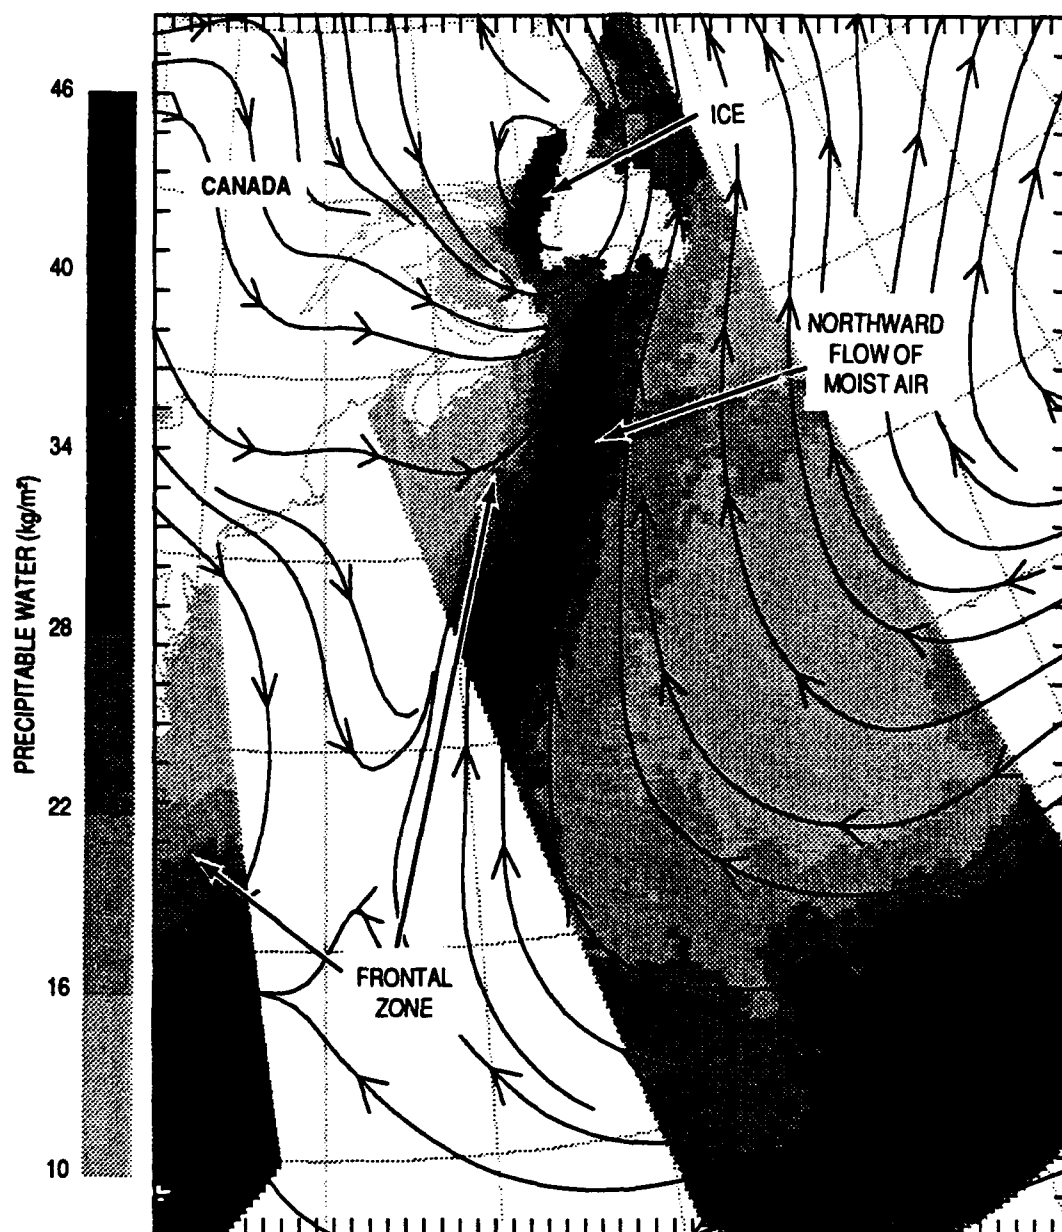 46
40
34
28
22
16
10
PRECIPITABLE WATER (kg/m²)
CANADA
ICE
NORTHWARD
FLOW OF
MOIST AIR
FRONTAL
ZONE